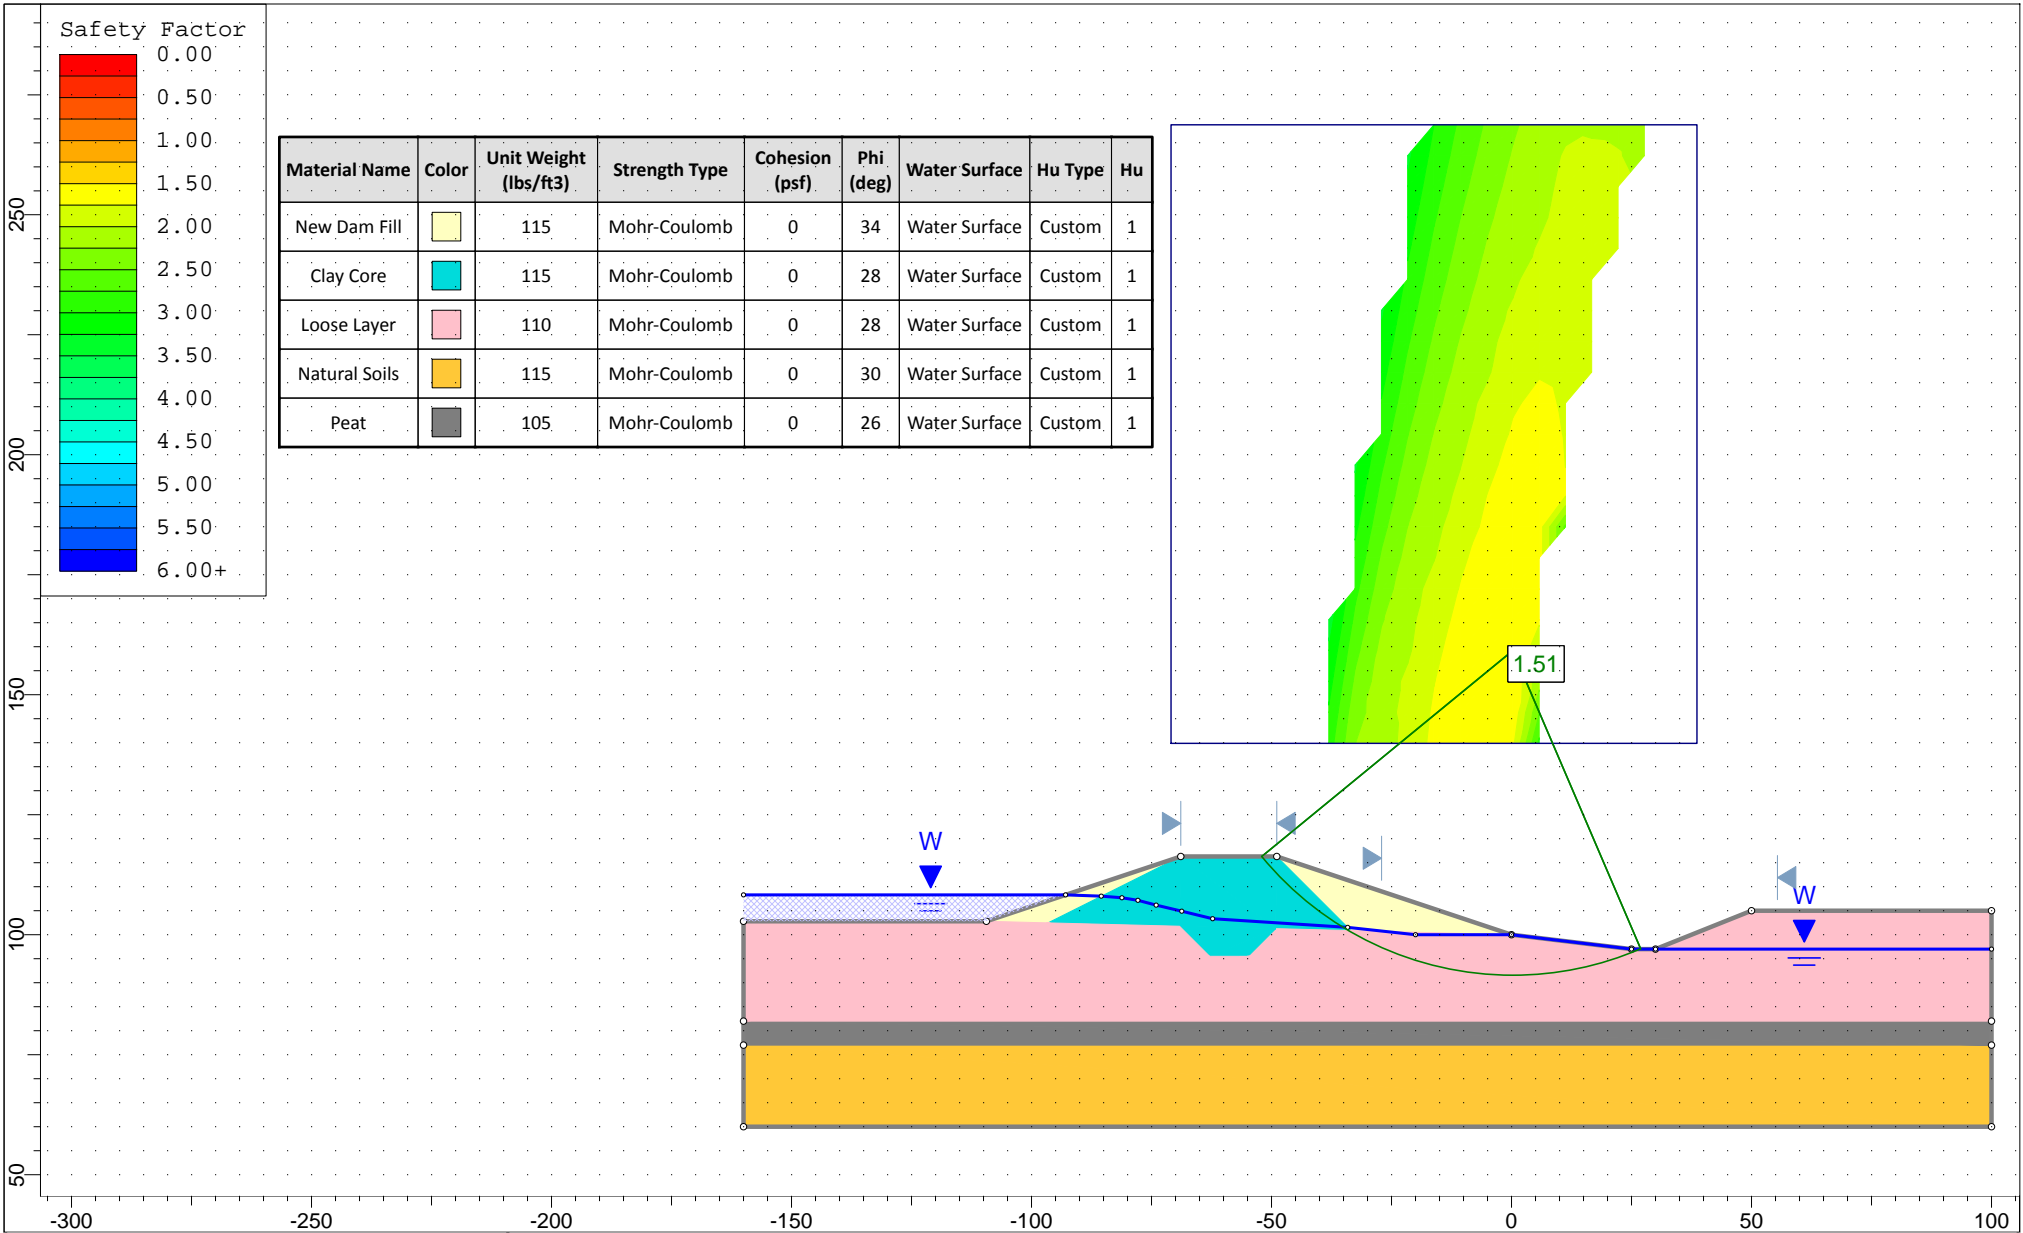 Safety Factor
0.00
0.50
1.00
1.50
2.00
2.50
3.00
3.50
4.00
4.50
5.00
5.50
6.00+
Material Name Color Unit Weight (lbs/ft3) Strength Type Cohesion (psf) Phi (deg) Water Surface Hu Type Hu
New Dam Fill 115 Mohr-Coulomb 0 34 Water Surface Custom 1
Clay Core 115 Mohr-Coulomb 0 28 Water Surface Custom 1
Loose Layer 110 Mohr-Coulomb 0 28 Water Surface Custom 1
Natural Soils 115 Mohr-Coulomb 0 30 Water Surface Custom 1
Peat 105 Mohr-Coulomb 0 26 Water Surface Custom 1
1.51
W
W
250
200
150
100
50
-300 -250 -200 -150 -100 -50 0 50 100